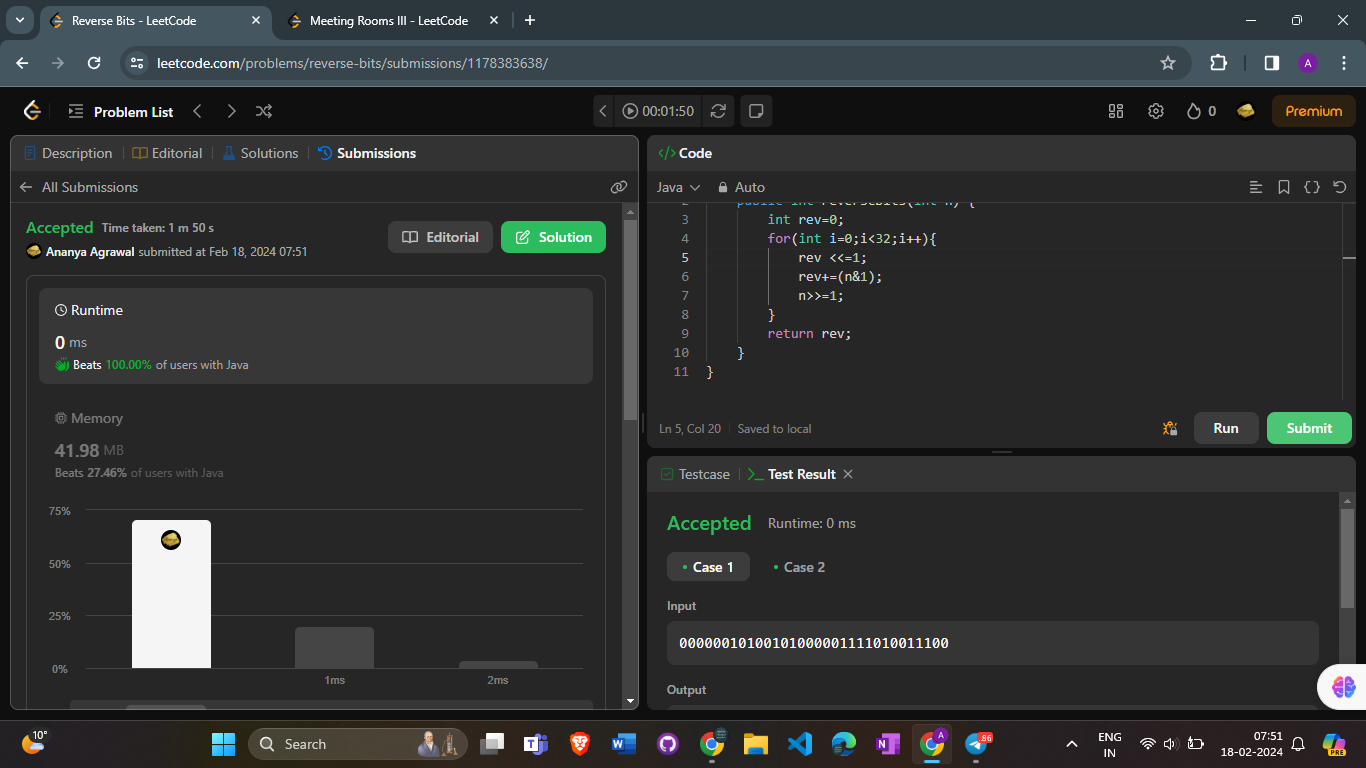 Reverse Bits - LeetCode
Meeting Rooms III - LeetCode
leetcode.com/problems/reverse-bits/submissions/1178383638/
A
Problem List
00:01:50
0
Premium
Description
Editorial
Solutions
Submissions
All Submissions
Accepted Time taken: 1 m 50 s
Ananya Agrawal submitted at Feb 18, 2024 07:51
Editorial
Solution
Runtime
0 ms
Beats 100.00% of users with Java
Memory
41.98 MB
Beats 27.46% of users with Java
75%
50%
25%
0%
1ms
2ms
</> Code
Java
Auto
2 public int reverseBits(int n) {
3 int rev=0;
4 for(int i=0;i<32;i++){
5 rev <<=1;
6 rev+=(n&1);
7 n>>=1;
8 }
9 return rev;
10 }
11 }
Ln 5, Col 20 Saved to local
Run
Submit
Testcase
>_ Test Result
Accepted Runtime: 0 ms
Case 1
Case 2
Input
00000010100101000001111010011100
Output
10°
Search
A
86
ENG
IN
07:51
18-02-2024
PRE